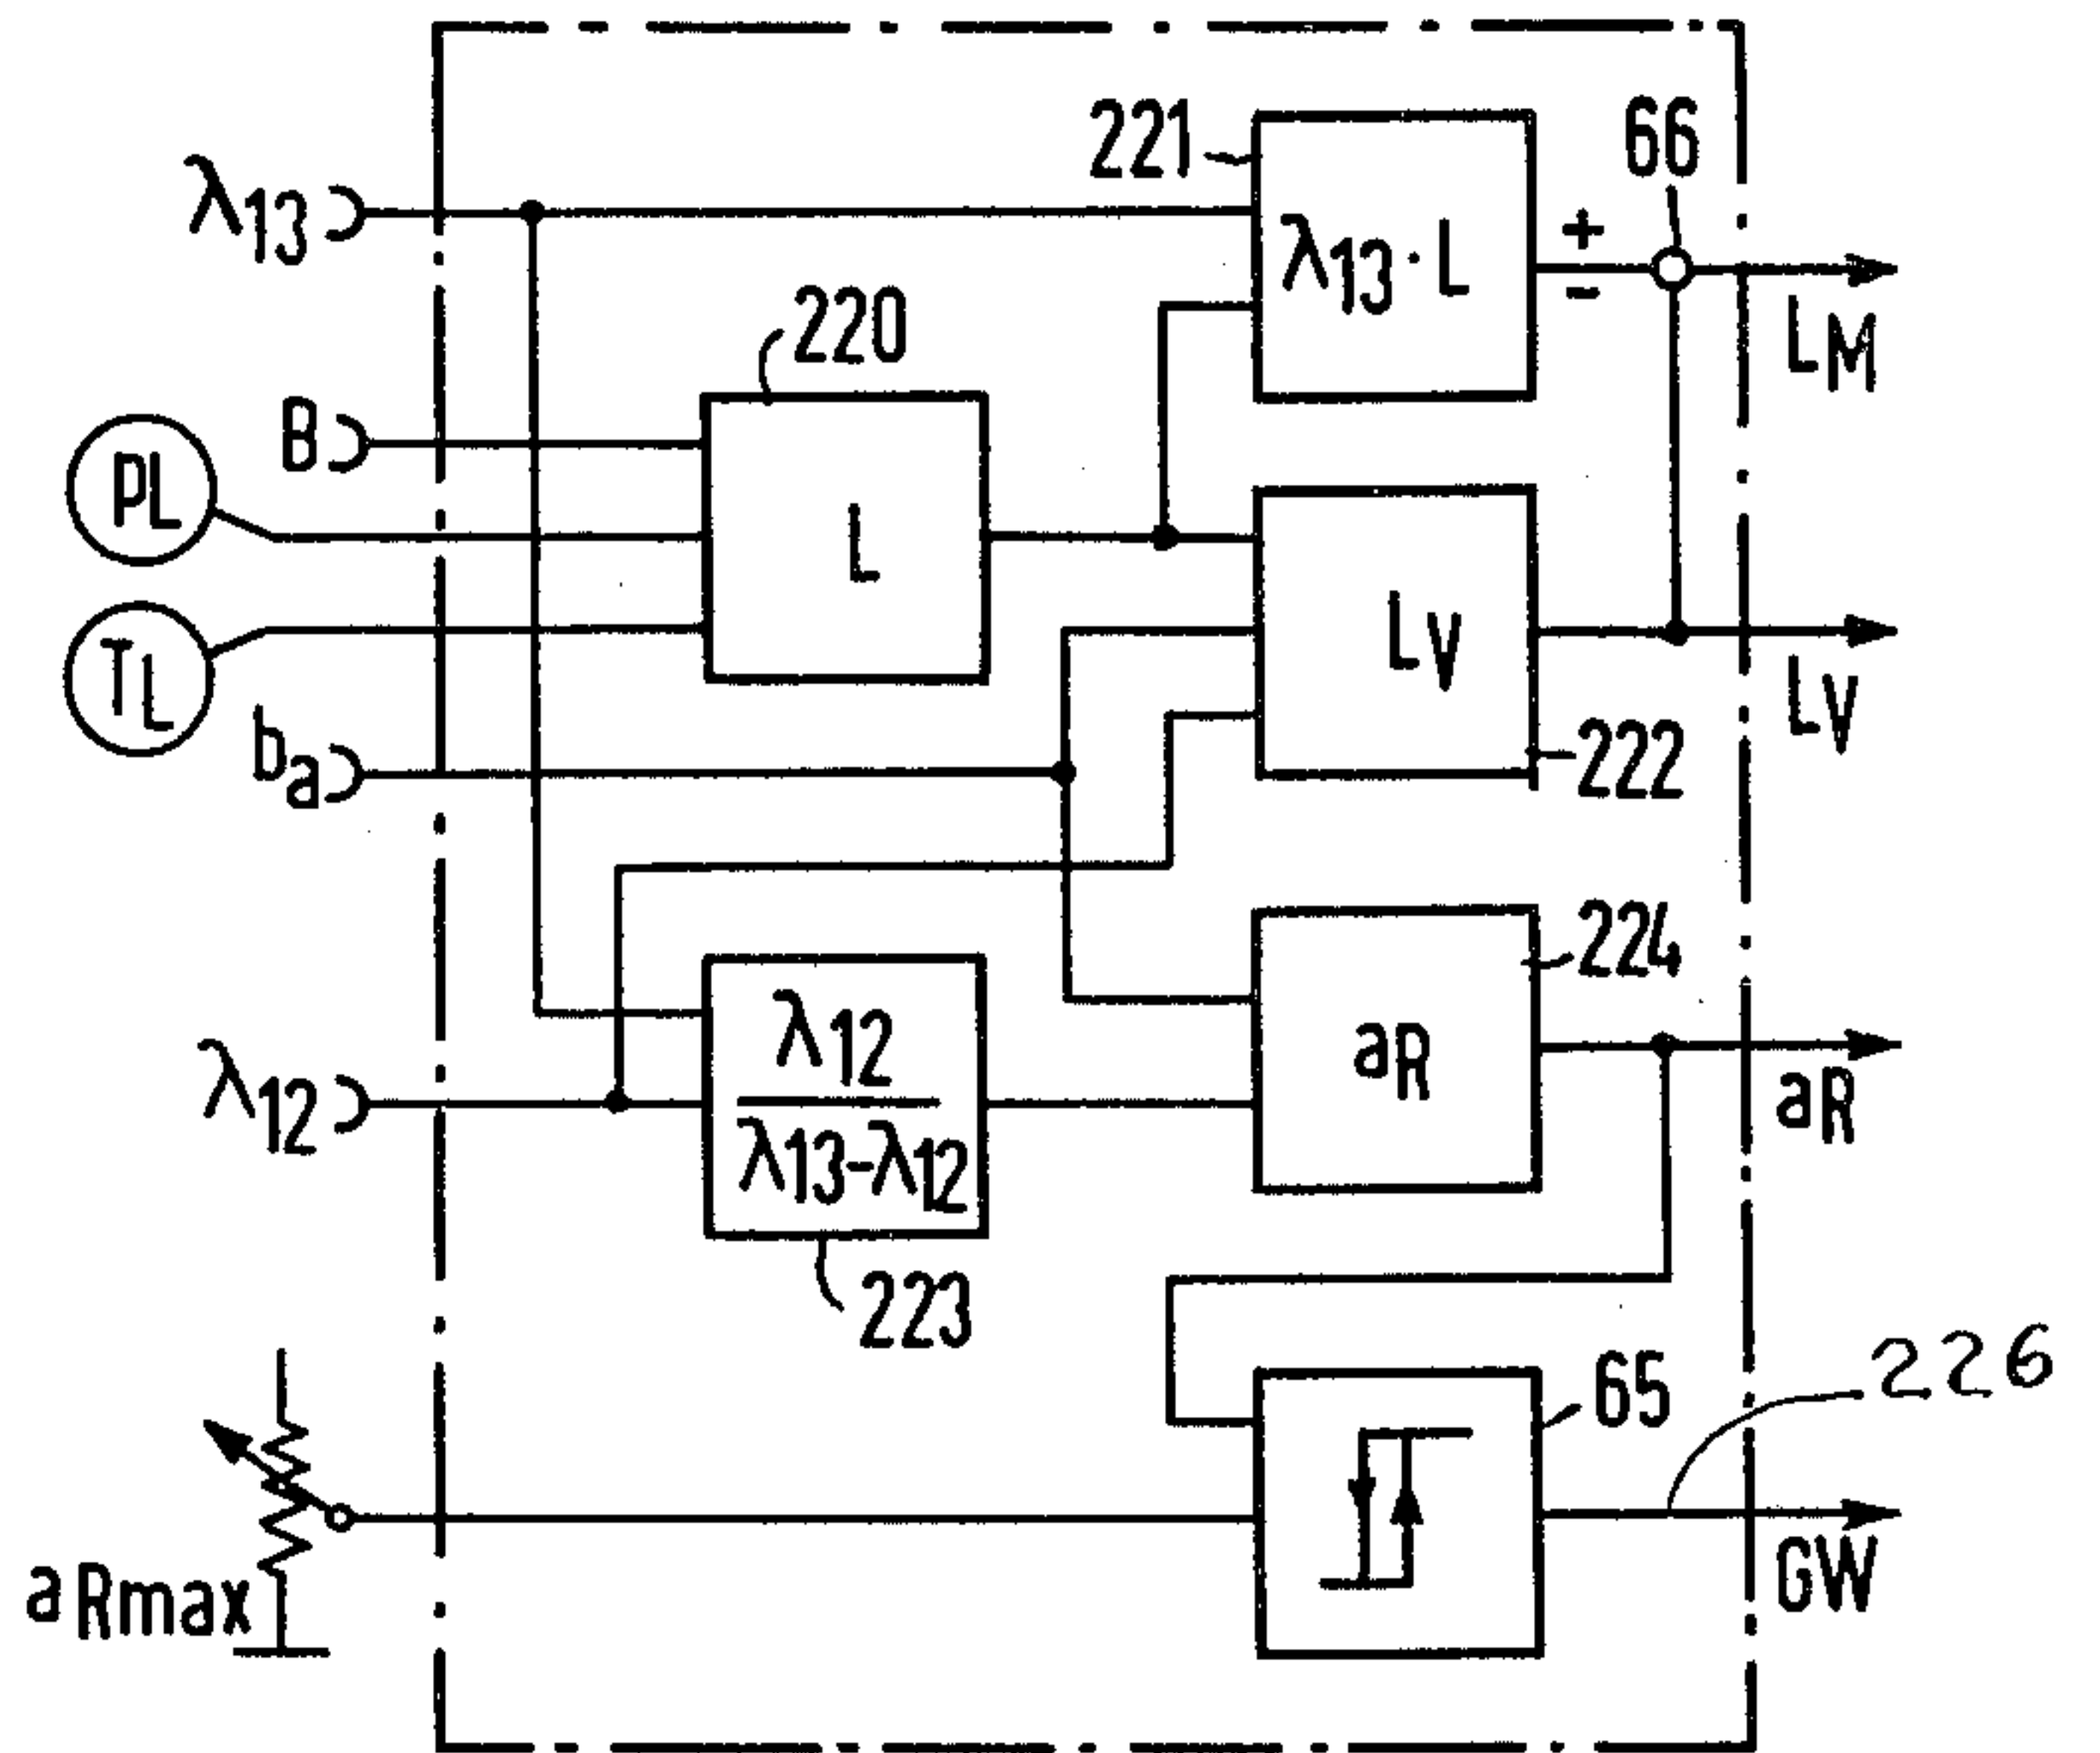 221
66
λ13
λ13 · L
+
-
LM
220
B
PL
L
TL
LV
LV
ba
222
224
λ12
λ13-λ12
aR
aR
λ12
223
65
226
aRmax
GW